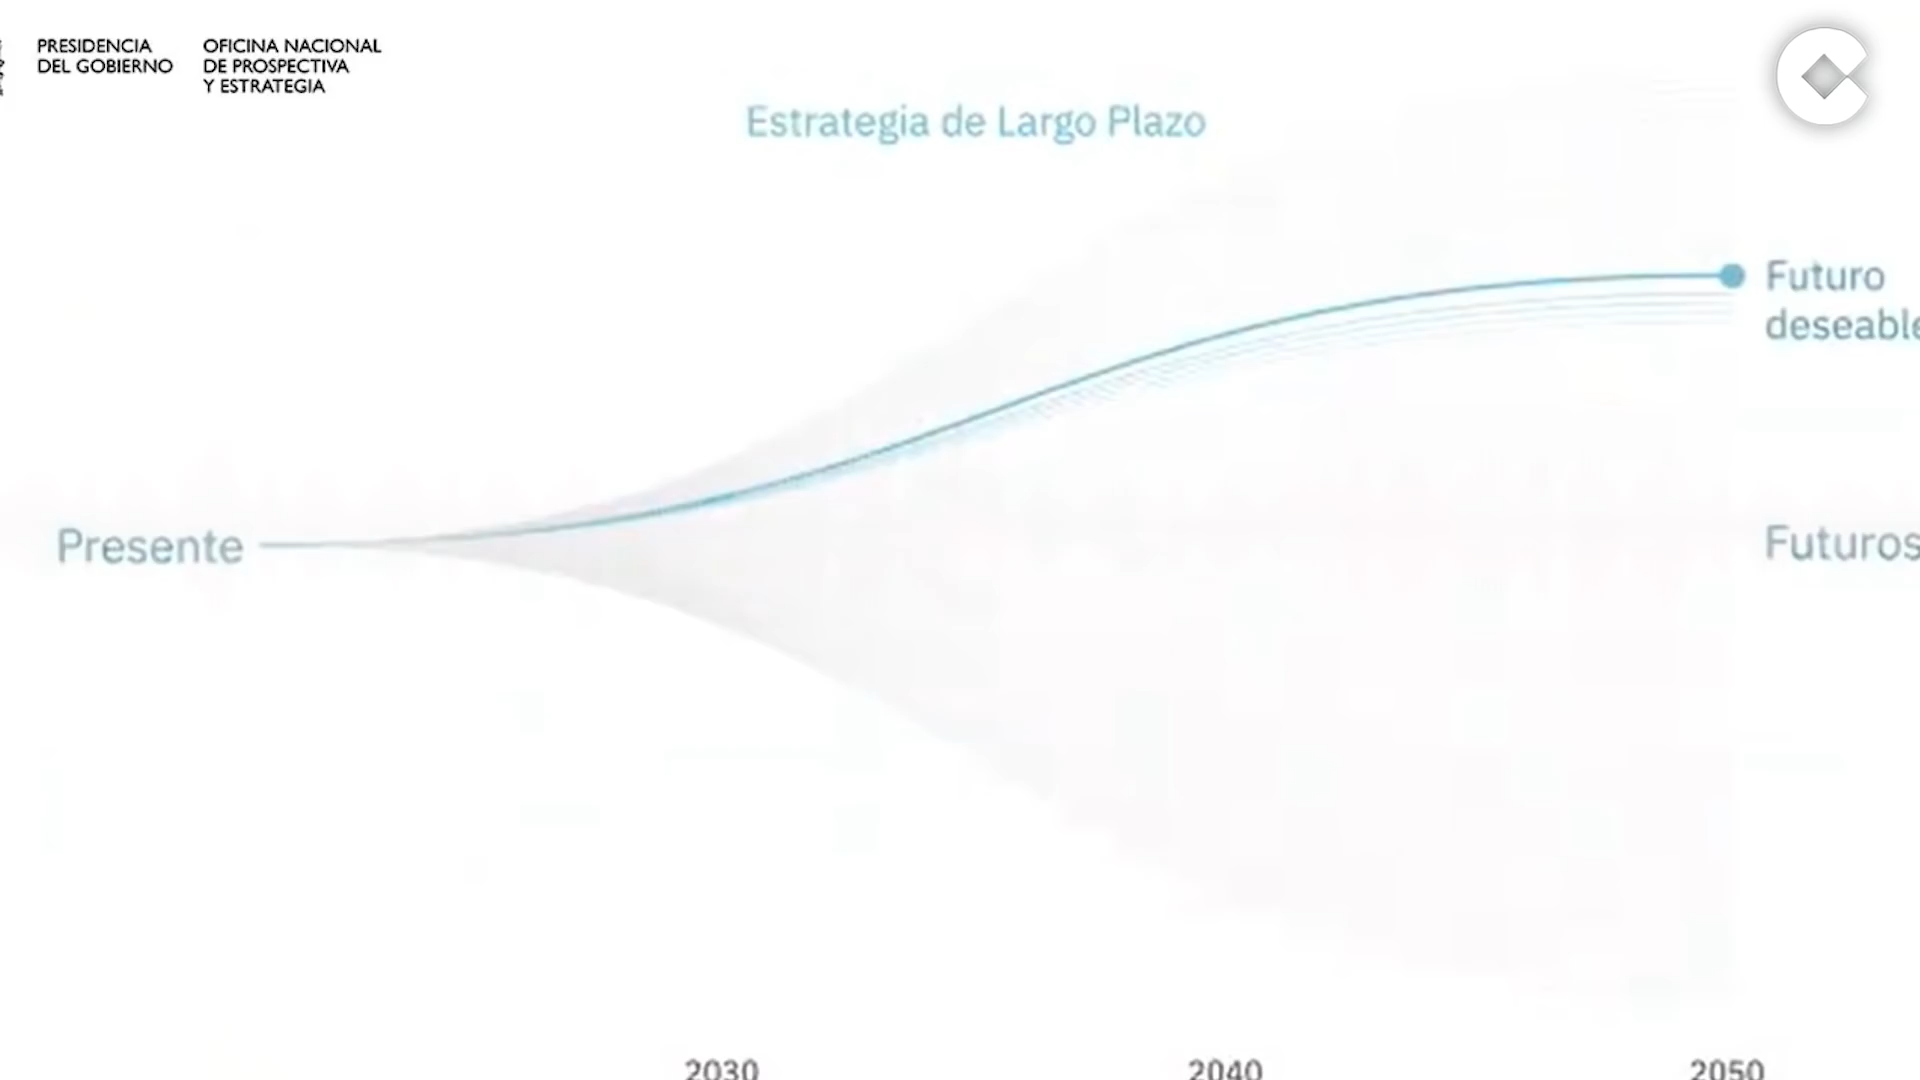 PRESIDENCIA
DEL GOBIERNO
OFICINA NACIONAL
DE PROSPECTIVA
Y ESTRATEGIA
Estrategia de Largo Plazo
Futuro
deseable
Presente
Futuros
2030
2040
2050